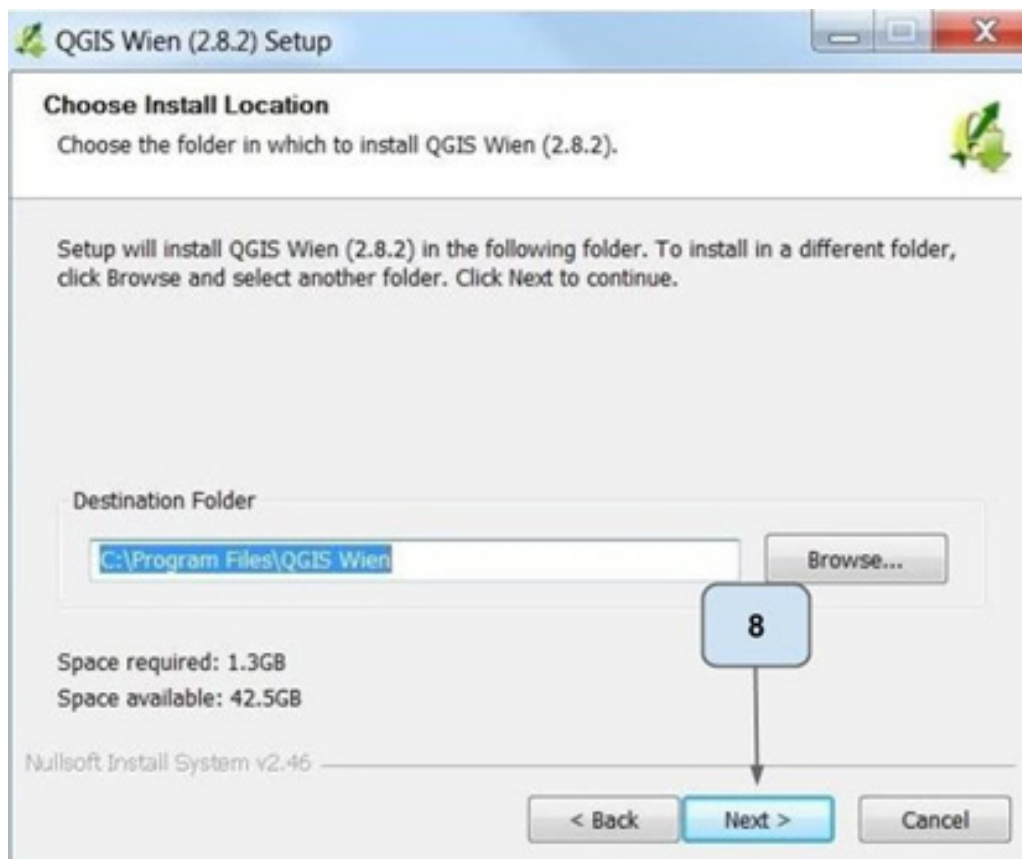 QGIS Wien (2.8.2) Setup
Choose Install Location
Choose the folder in which to install QGIS Wien (2.8.2).
Setup will install QGIS Wien (2.8.2) in the following folder. To install in a different folder,
click Browse and select another folder. Click Next to continue.
Destination Folder
C:\Program Files\QGIS Wien
Browse...
8
Space required: 1.3GB
Space available: 42.5GB
Nullsoft Install System v2.46
< Back
Next >
Cancel